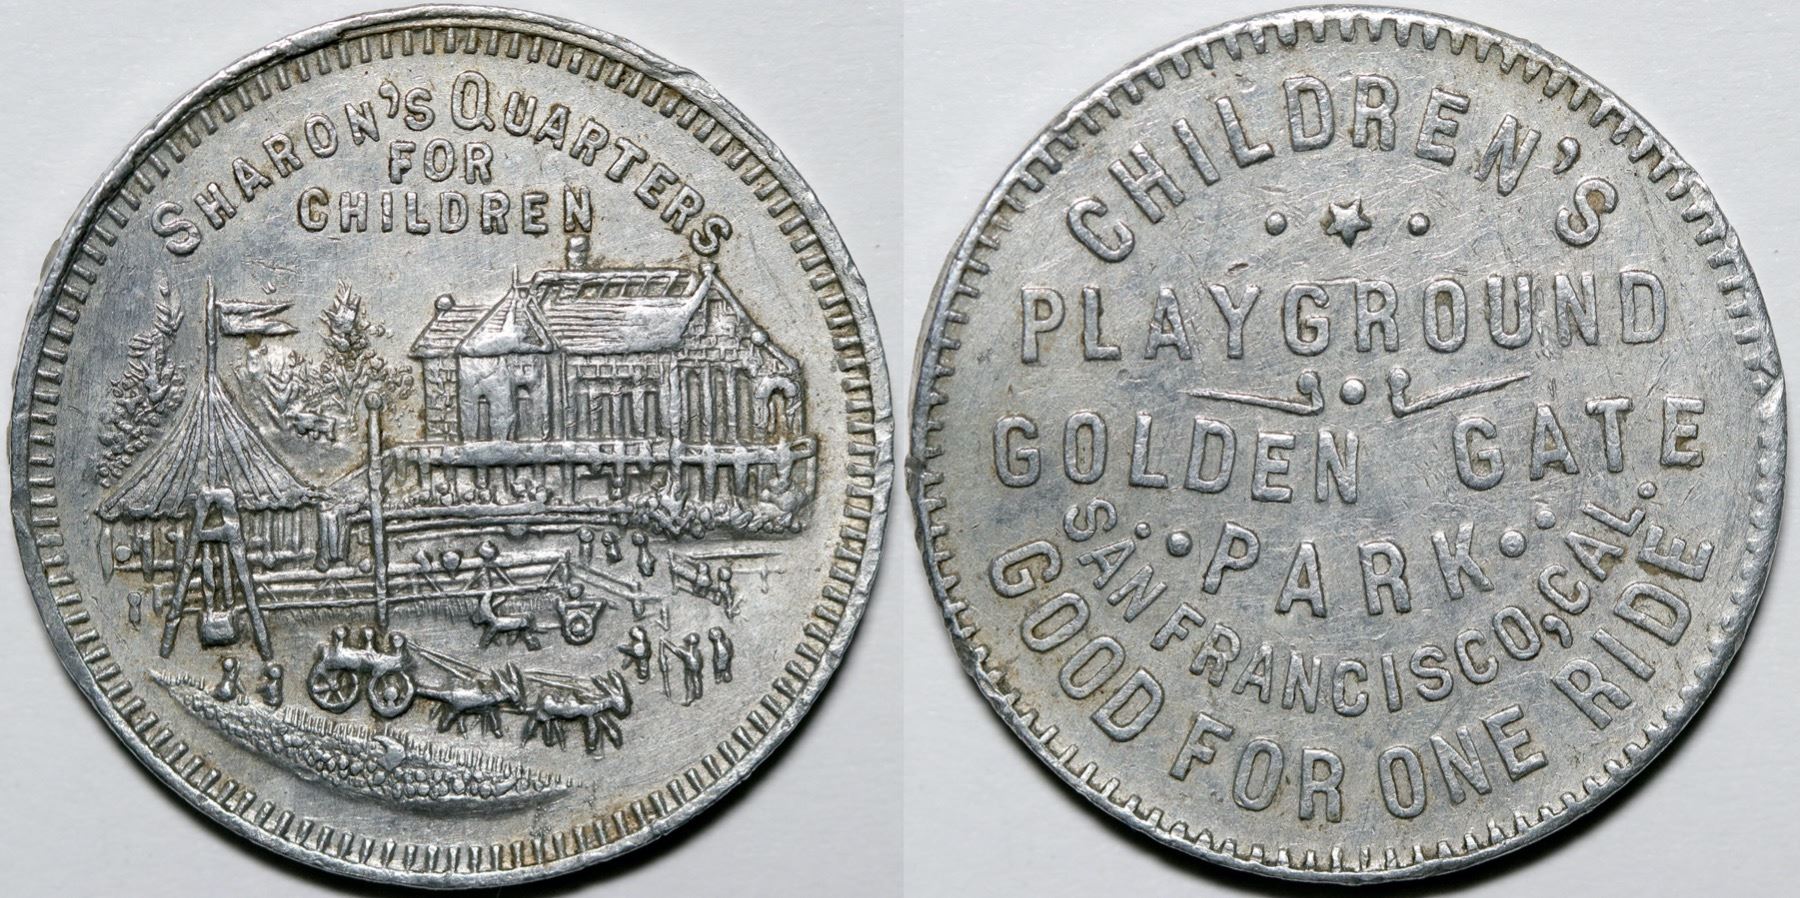 SHARON'S QUARTERS
FOR
CHILDREN
CHILDREN'S
PLAYGROUND
GOLDEN GATE
PARK
SAN FRANCISCO, CAL.
GOOD FOR ONE RIDE